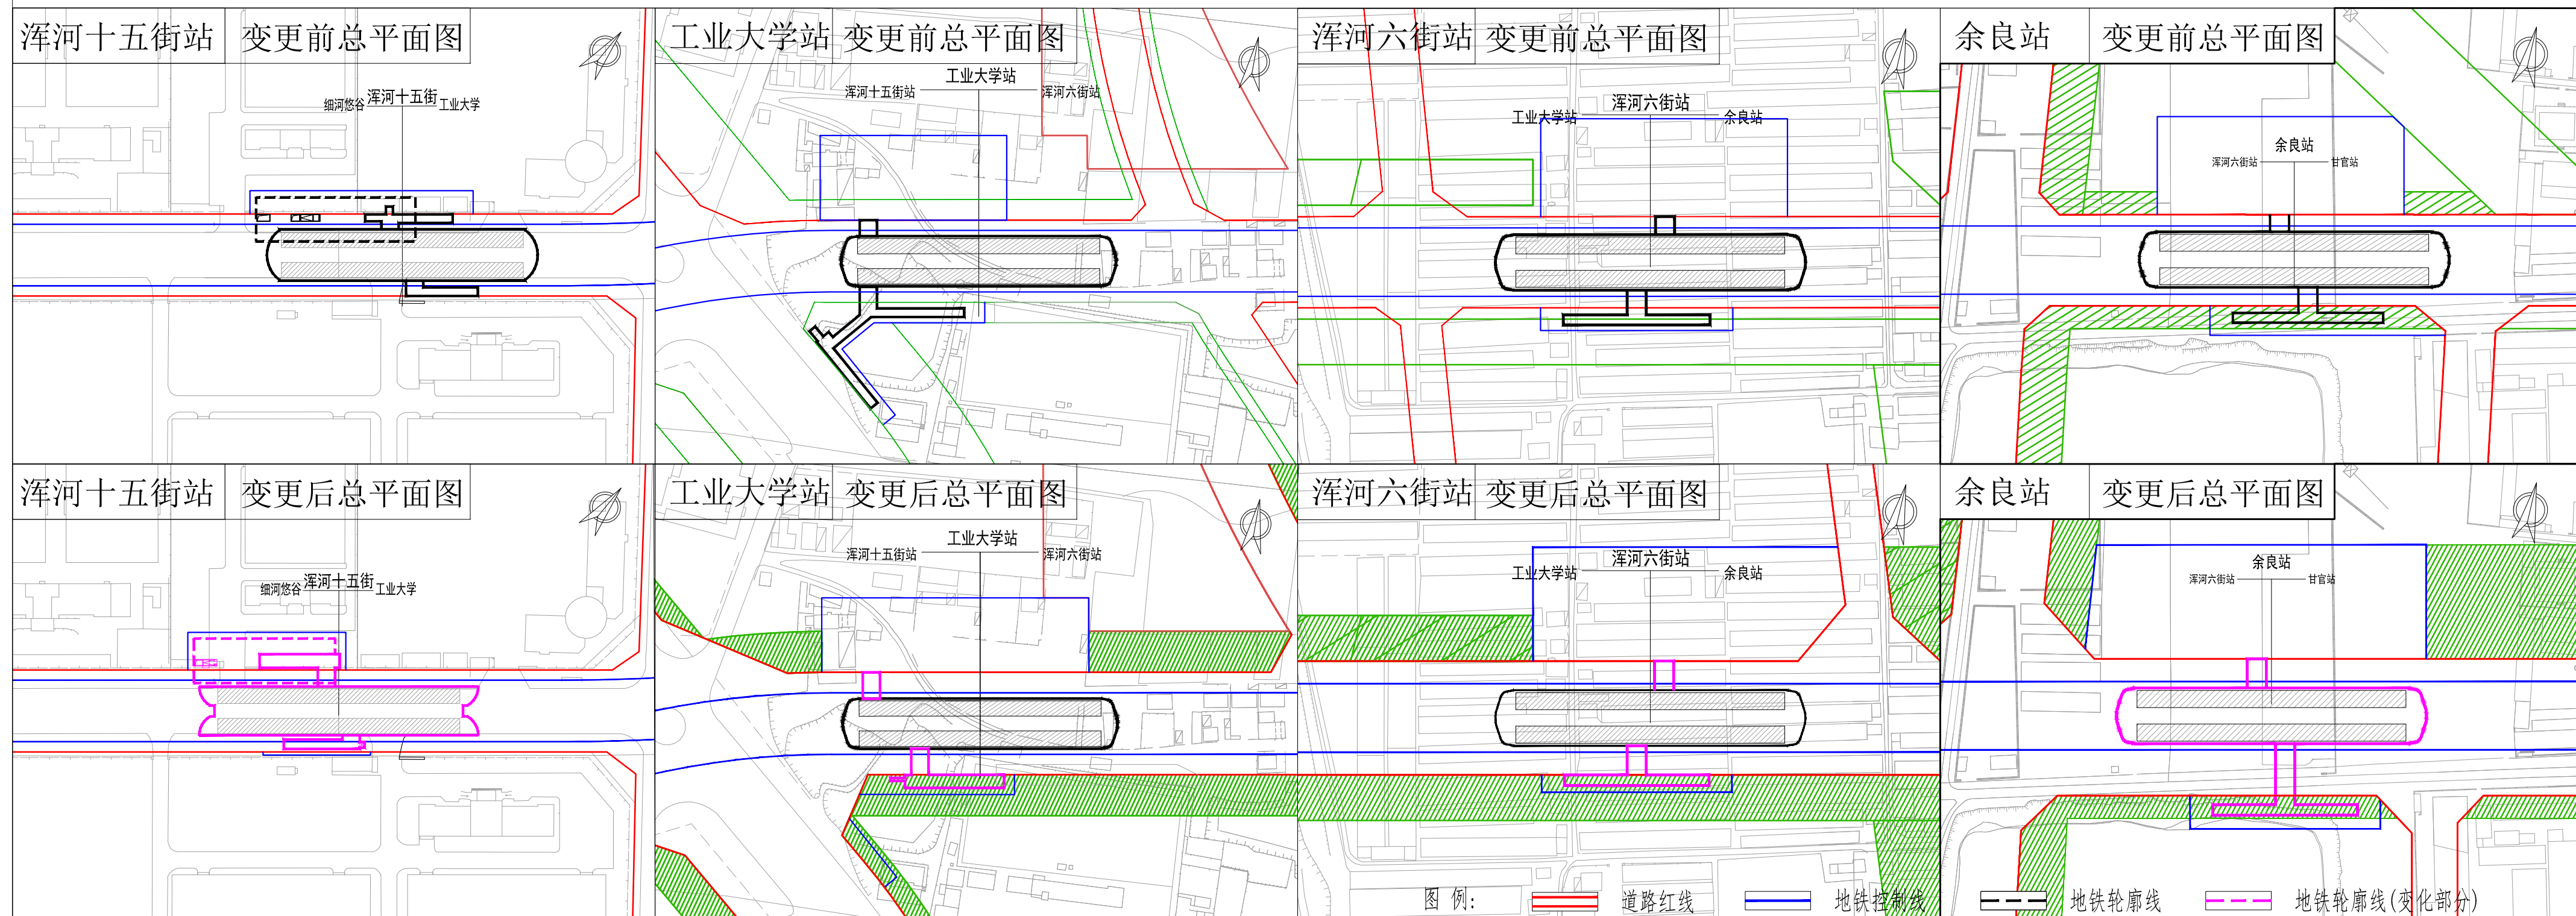 浑河十五街站 变更前总平面图
浑河十五街
细河悠谷 工业大学
工业大学站 变更前总平面图
工业大学站
浑河十五街站 浑河六街站
浑河六街站 变更前总平面图
浑河六街站
工业大学站 余良站
余良站 变更前总平面图
余良站
浑河六街站 甘官站
浑河十五街站 变更后总平面图
浑河十五街
细河悠谷 工业大学
工业大学站 变更后总平面图
工业大学站
浑河十五街站 浑河六街站
浑河六街站 变更后总平面图
浑河六街站
工业大学站 余良站
余良站 变更后总平面图
余良站
浑河六街站 甘官站
图 例: 道路红线 地铁控制线 地铁轮廓线 地铁轮廓线(变化部分)